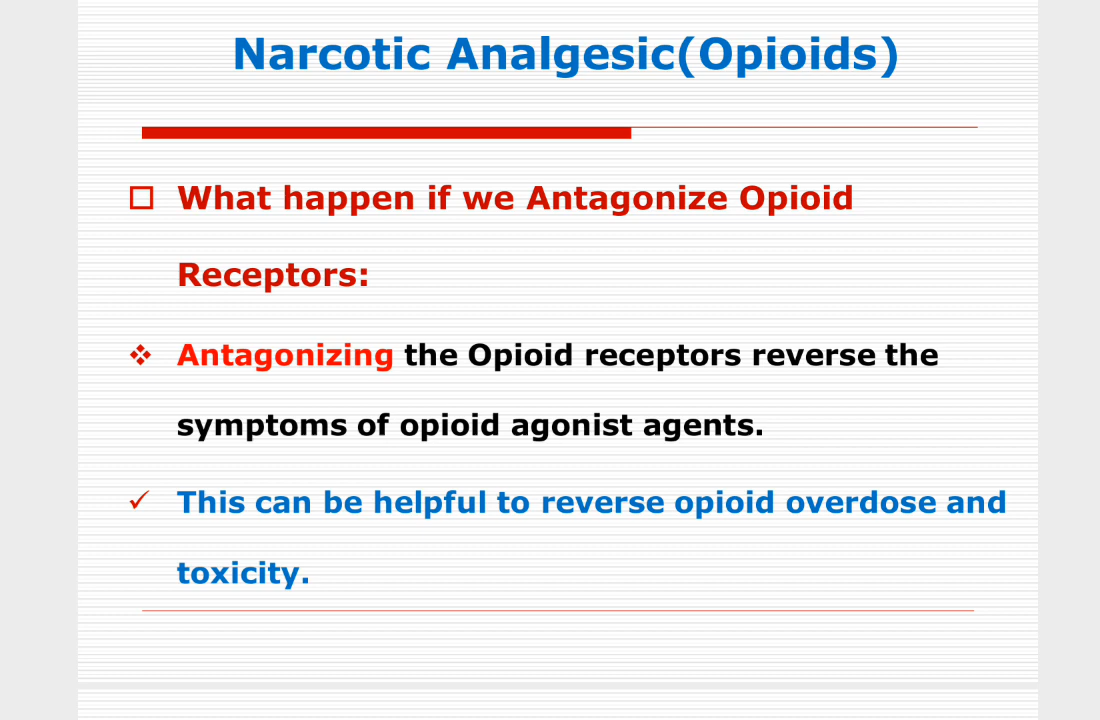 Narcotic Analgesic(Opioids)
What happen if we Antagonize Opioid
Receptors:
Antagonizing the Opioid receptors reverse the
symptoms of opioid agonist agents.
This can be helpful to reverse opioid overdose and
toxicity.